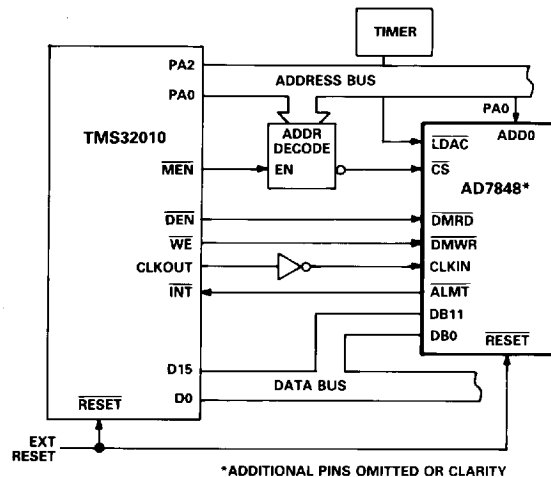 TIMER
PA2
ADDRESS BUS
PA0
PA0
TMS32010
ADDR
DECODE
ADD0
LDAC
MEN
EN
CS
AD7848*
DEN
DMRD
WE
DMWR
CLKOUT
CLKIN
INT
ALMT
DB11
DB0
RESET
D15
DATA BUS
RESET
D0
EXT
RESET
*ADDITIONAL PINS OMITTED OR CLARITY